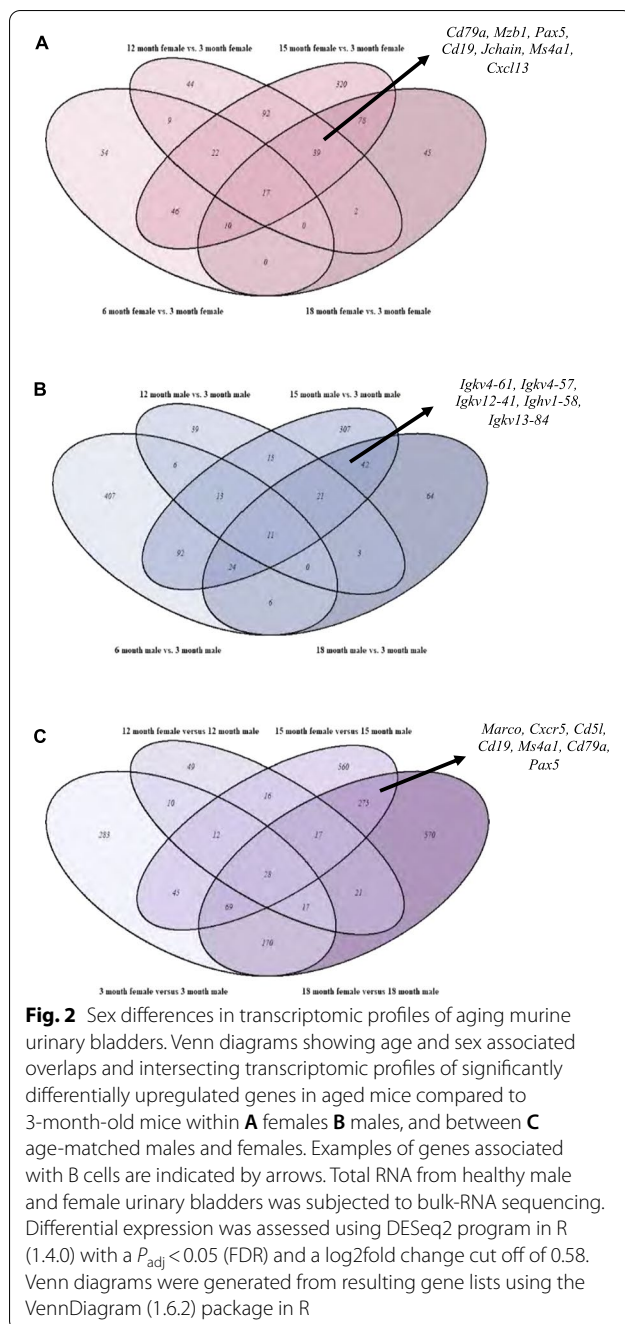 A
Cd79a, Mzb1, Pax5,
Cd19, Jchain, Ms4a1,
Cxcl13
12 month female vs. 3 month female
15 month female vs. 3 month female
44
320
9
92
78
54
22
39
45
17
46
10
0
2
0
6 month female vs. 3 month female
18 month female vs. 3 month female
B
Igkv4-61, Igkv4-57,
Igkv12-41, Ighv1-58,
Igkv13-84
12 month male vs. 3 month male
15 month male vs. 3 month male
39
307
6
42
407
13
21
64
11
92
24
0
3
6
6 month male vs. 3 month male
18 month male vs. 3 month male
C
Marco, Cxcr5, Cd5l,
Cd19, Ms4a1, Cd79a,
Pax5
12 month female versus 12 month male
15 month female versus 15 month male
49
560
10
16
273
283
12
17
570
28
69
17
21
170
3 month female versus 3 month male
18 month female versus 18 month male
Fig. 2 Sex differences in transcriptomic profiles of aging murine
urinary bladders. Venn diagrams showing age and sex associated
overlaps and intersecting transcriptomic profiles of significantly
differentially upregulated genes in aged mice compared to
3-month-old mice within A females B males, and between C
age-matched males and females. Examples of genes associated
with B cells are indicated by arrows. Total RNA from healthy male
and female urinary bladders was subjected to bulk-RNA sequencing.
Differential expression was assessed using DESeq2 program in R
(1.4.0) with a Padj < 0.05 (FDR) and a log2fold change cut off of 0.58.
Venn diagrams were generated from resulting gene lists using the
VennDiagram (1.6.2) package in R